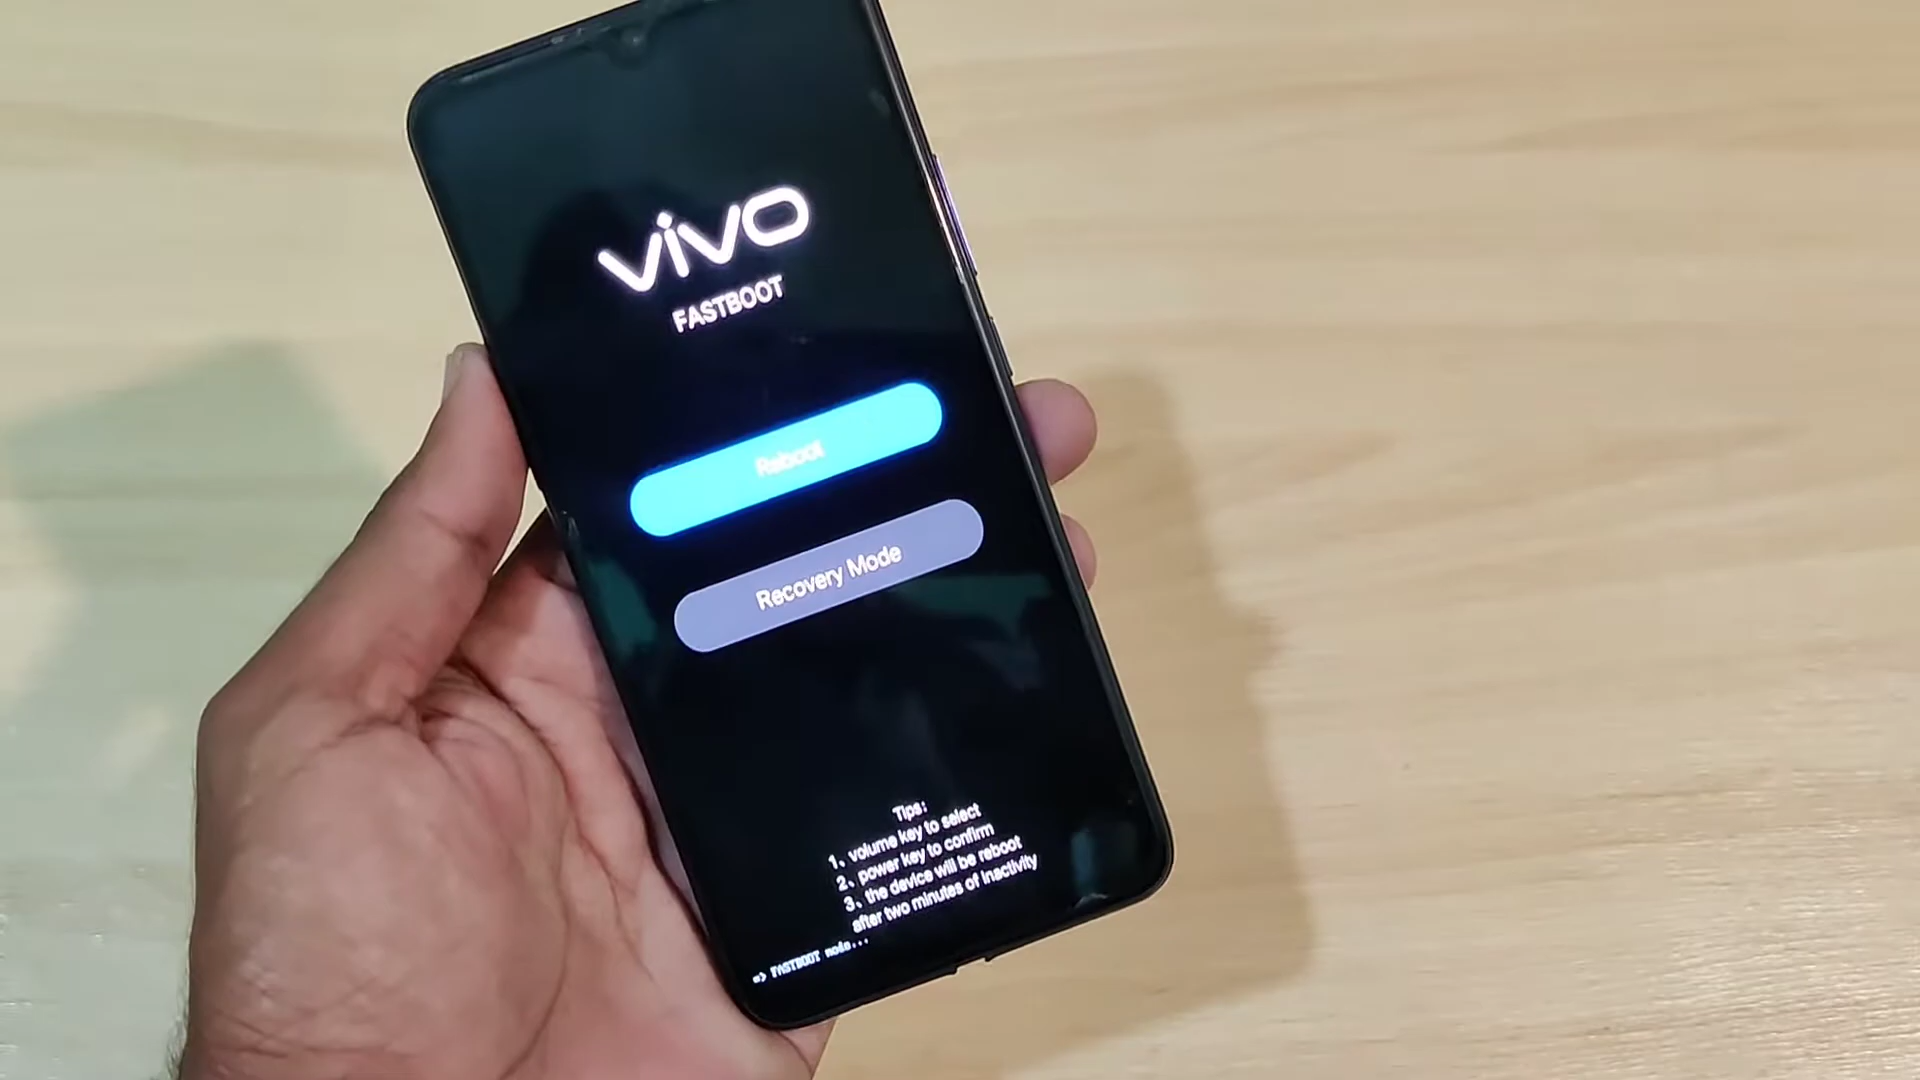 vivo
FASTBOOT
Reboot
Recovery Mode
Tips:
1、volume key to select
2、power key to confirm
3、the device will be reboot
after two minutes of inactivity
=> FASTBOOT mode...